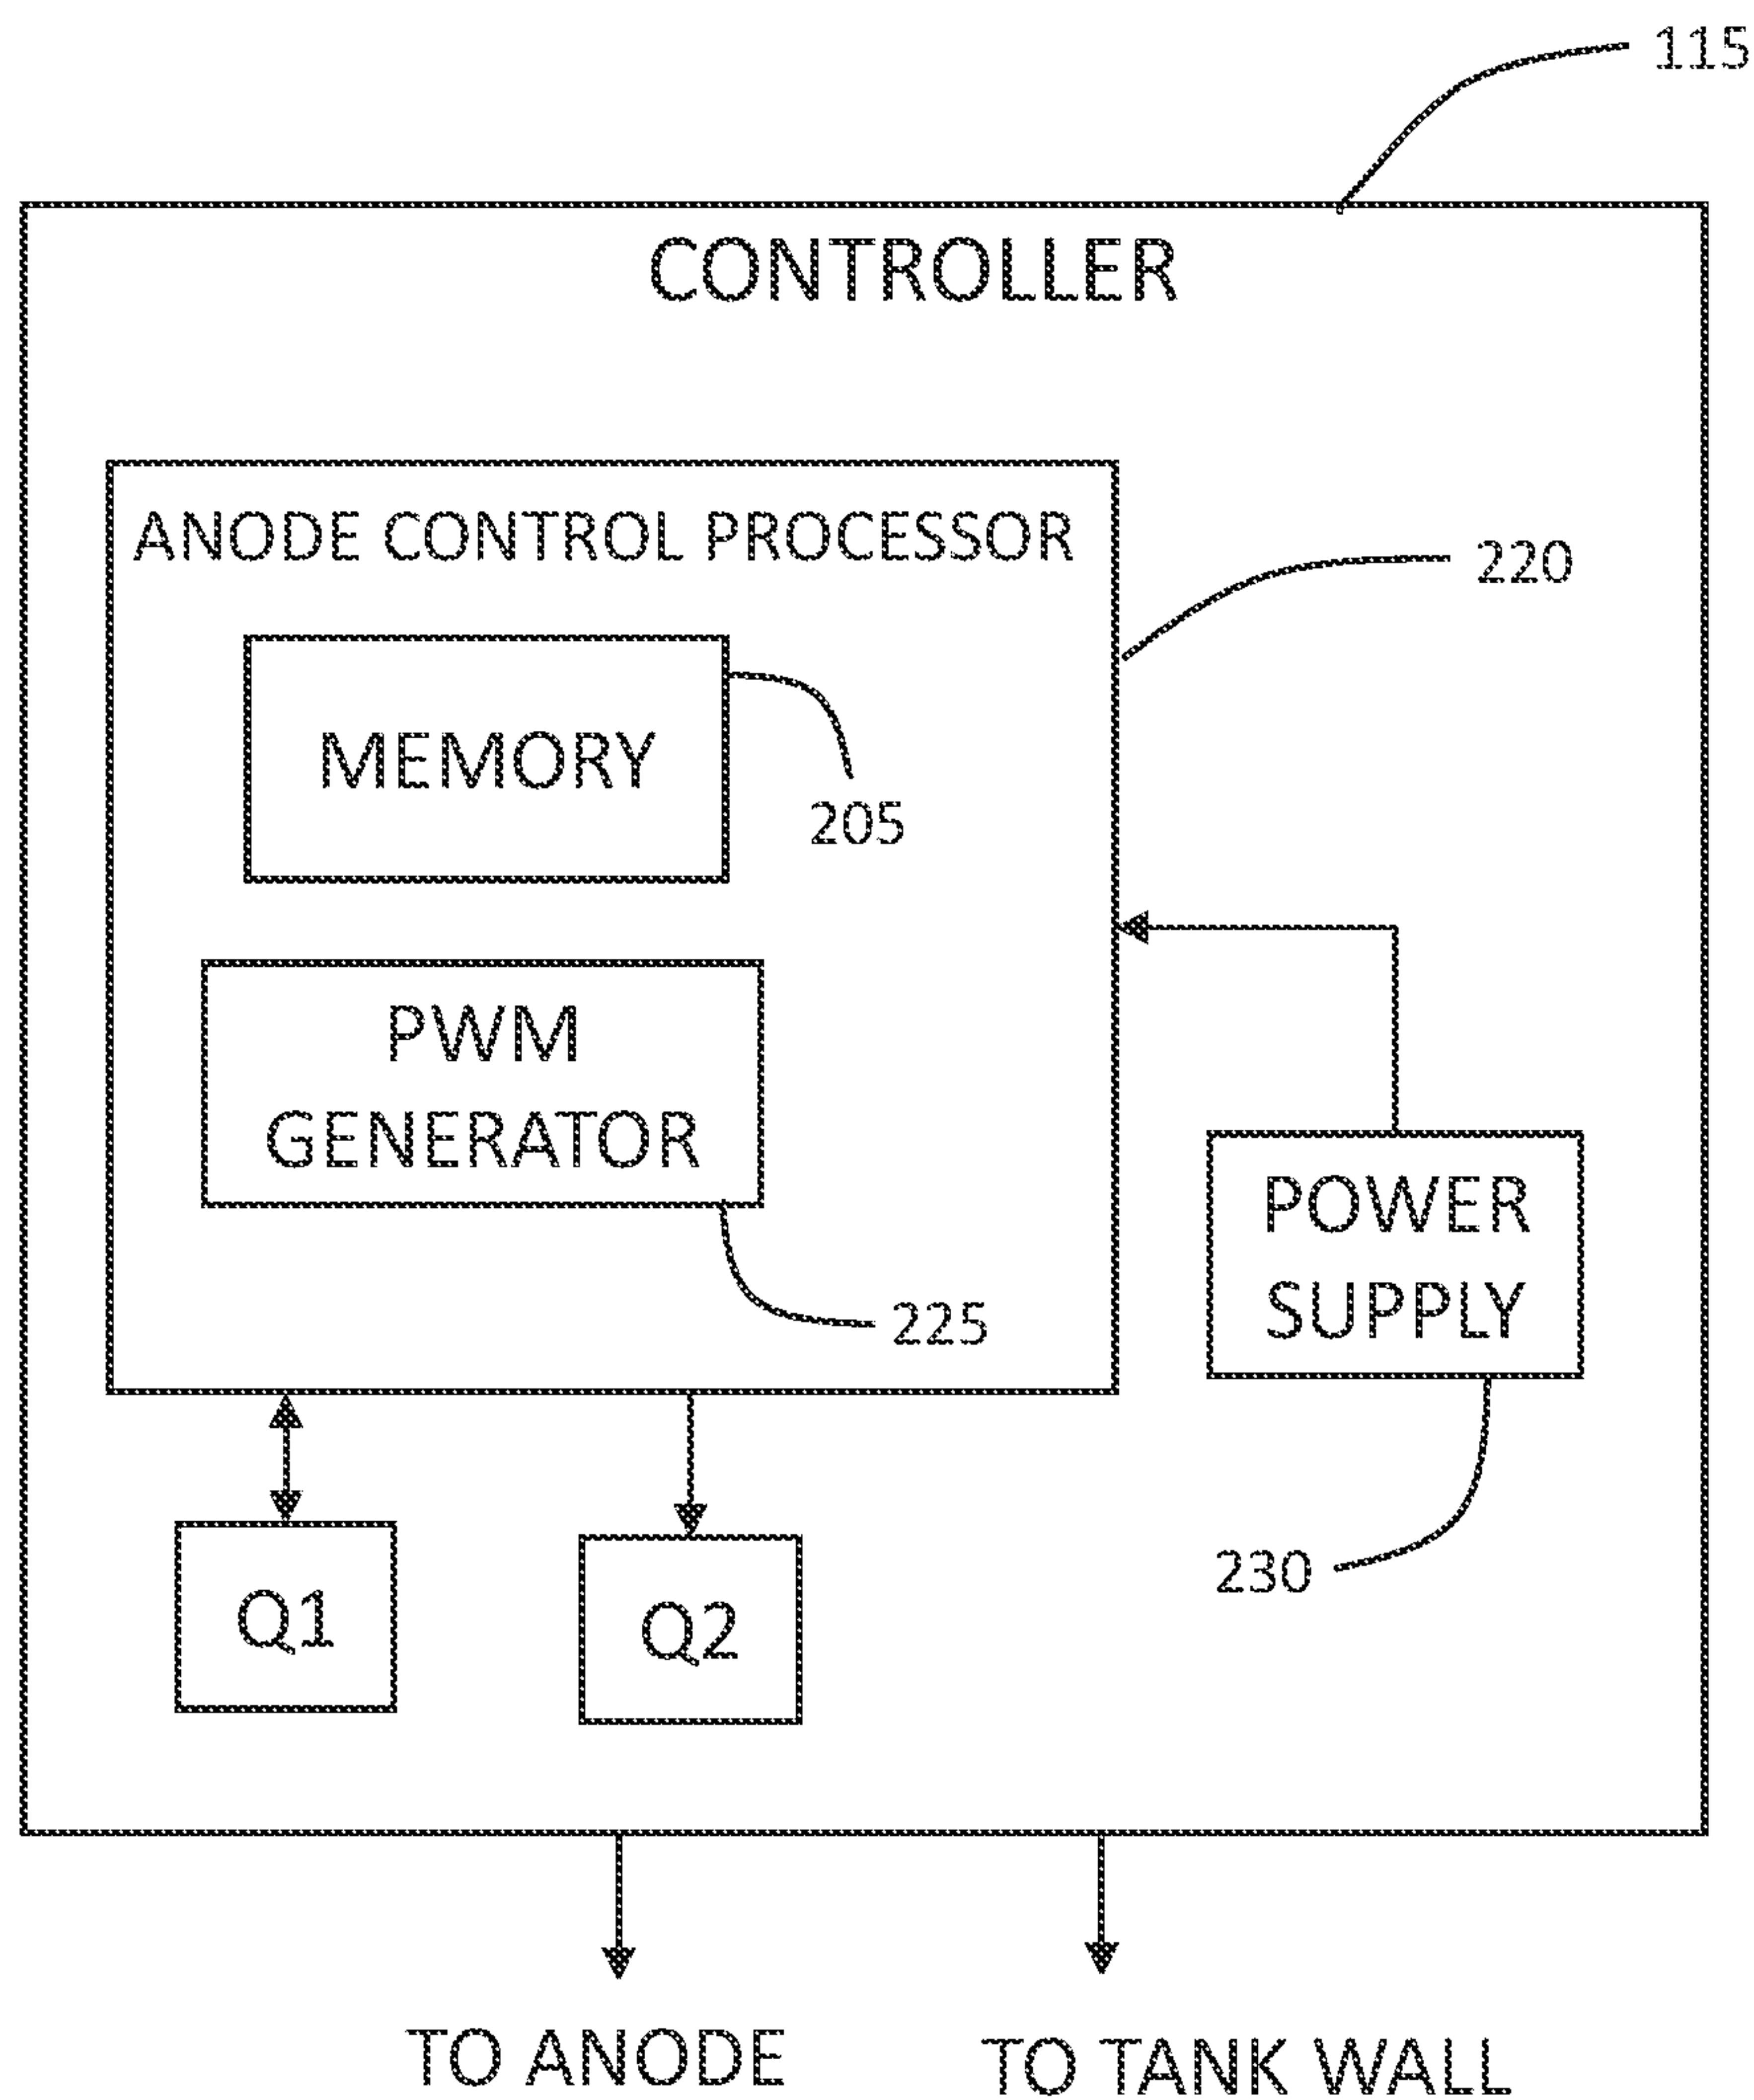 115
CONTROLLER
ANODE CONTROL PROCESSOR
220
MEMORY
205
PWM
GENERATOR
225
POWER
SUPPLY
230
Q1
Q2
TO ANODE
TO TANK WALL